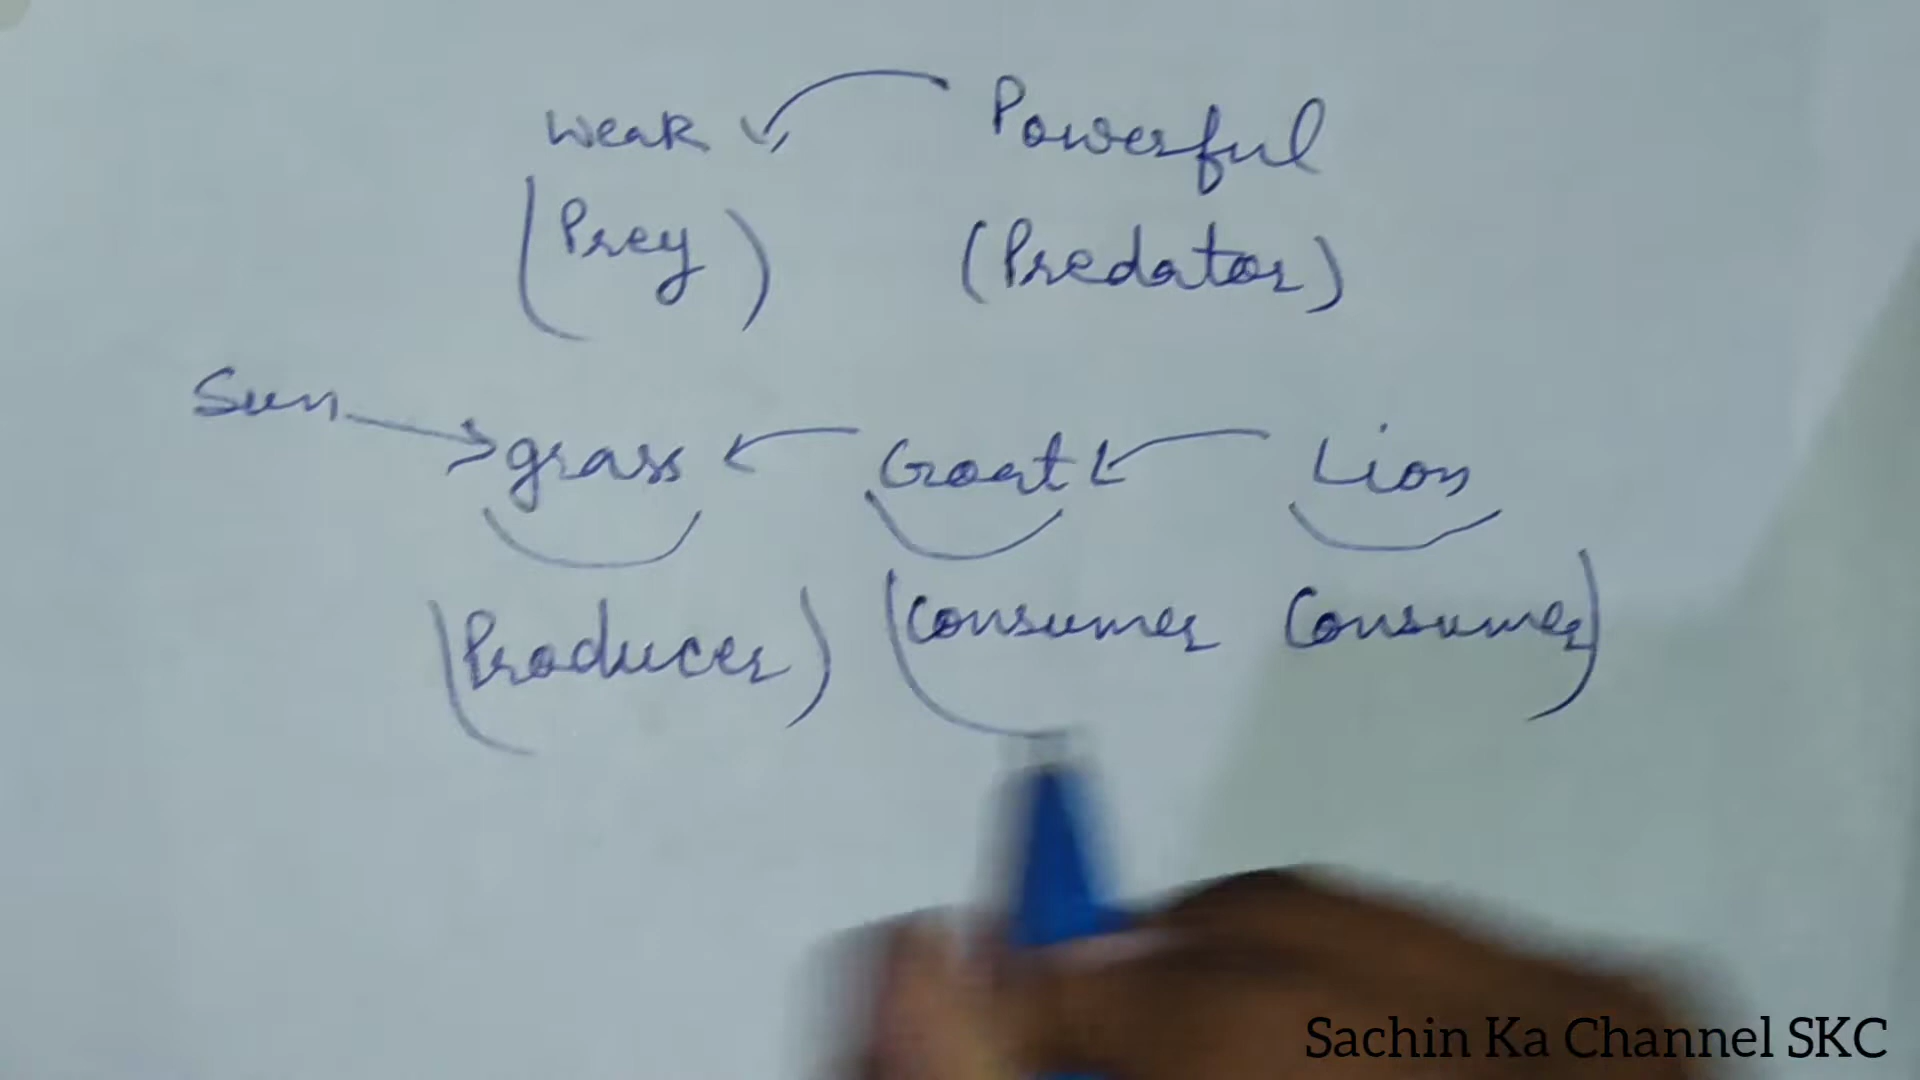 Weak Powerful
(Prey) (Predator)
Sun
grass Goat Lion
(Producer) (Consumer Consumer)
Sachin Ka Channel SKC